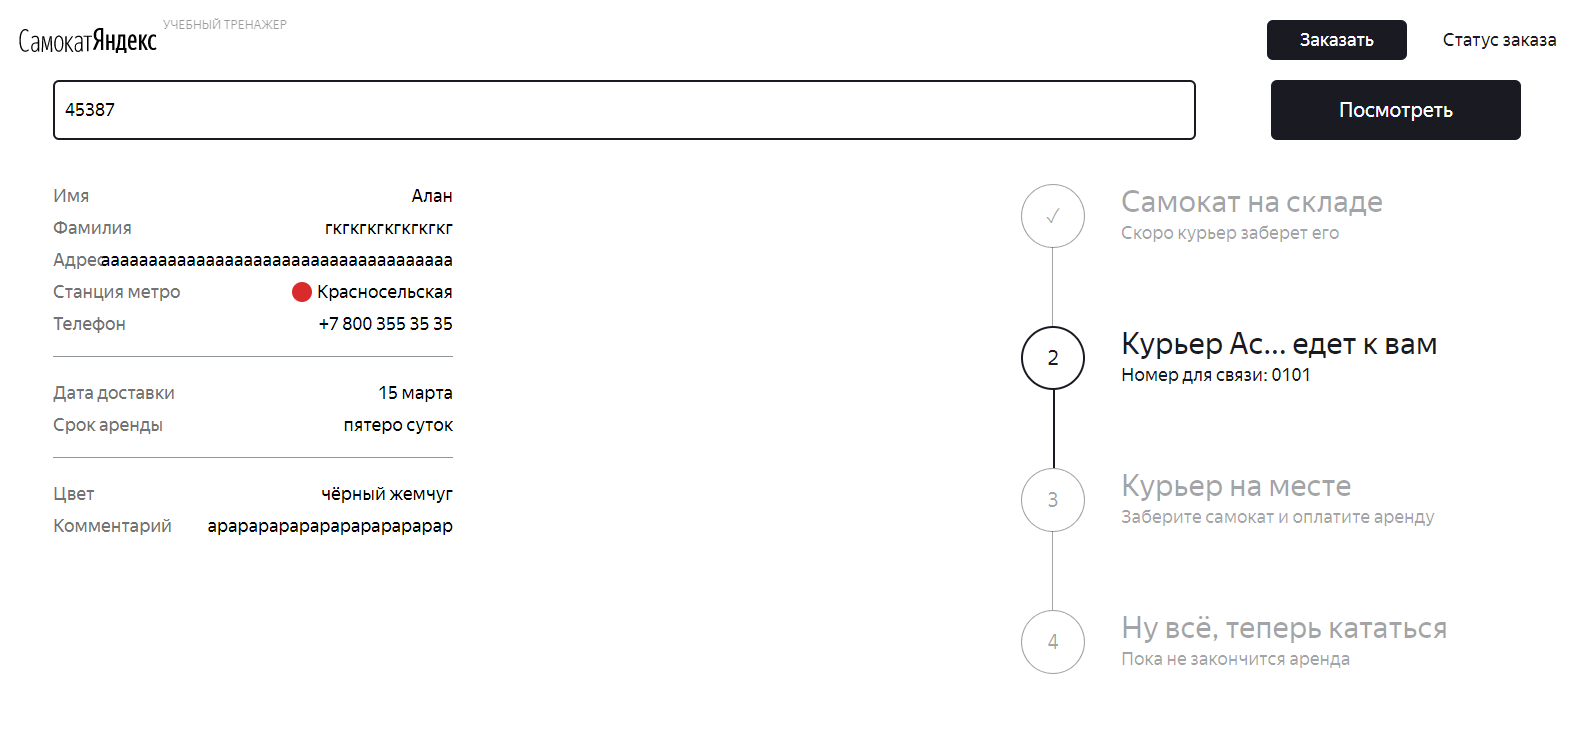 СамокатЯндекс УЧЕБНЫЙ ТРЕНАЖЕР
Заказать
Статус заказа
45387
Посмотреть
Имя Алан
Фамилия гкгкгкгкгкгкгкг
Адресааааааааааааааааааааааааааааааааааааа
Станция метро Красносельская
Телефон +7 800 355 35 35
Дата доставки 15 марта
Срок аренды пятеро суток
Цвет чёрный жемчуг
Комментарий арарарарарарарарарарарар
✓
Самокат на складе
Скоро курьер заберет его
2
Курьер Ас... едет к вам
Номер для связи: 0101
3
Курьер на месте
Заберите самокат и оплатите аренду
4
Ну всё, теперь кататься
Пока не закончится аренда